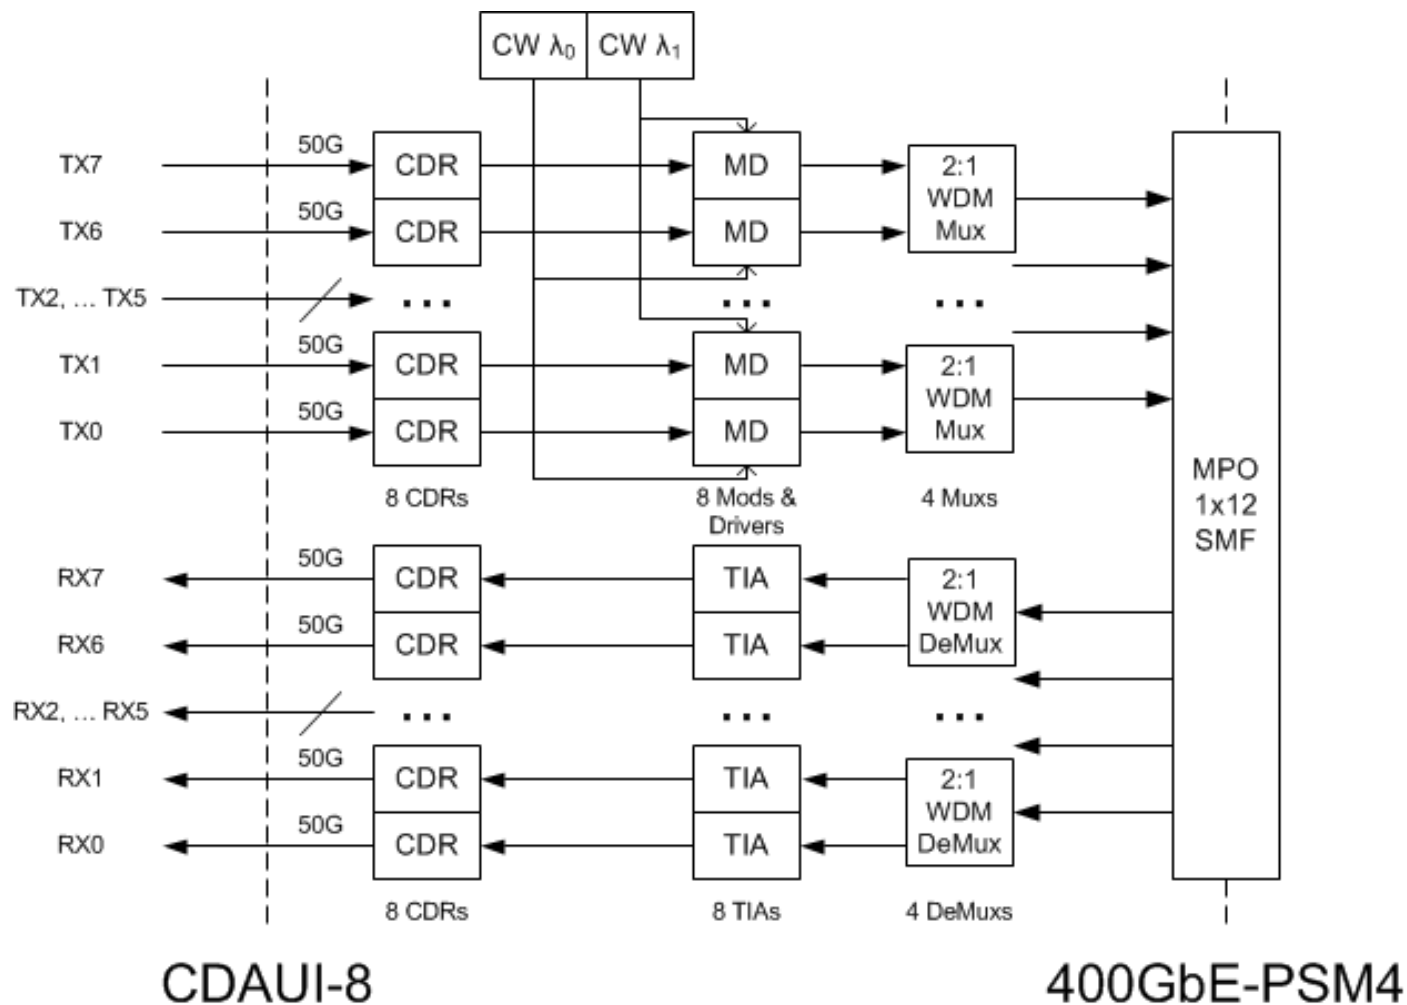 CW λ0 CW λ1
TX7 50G CDR MD 2:1
WDM
Mux
TX6 50G CDR MD
TX2, ... TX5 ... ... ...
TX1 50G CDR MD 2:1
WDM
Mux
TX0 50G CDR MD
8 CDRs 8 Mods &
Drivers
4 Muxs
MPO
1x12
SMF
RX7 50G CDR TIA 2:1
WDM
DeMux
RX6 50G CDR TIA
RX2, ... RX5 ... ... ...
RX1 50G CDR TIA 2:1
WDM
DeMux
RX0 50G CDR TIA
8 CDRs 8 TIAs 4 DeMuxs
CDAUI-8 400GbE-PSM4